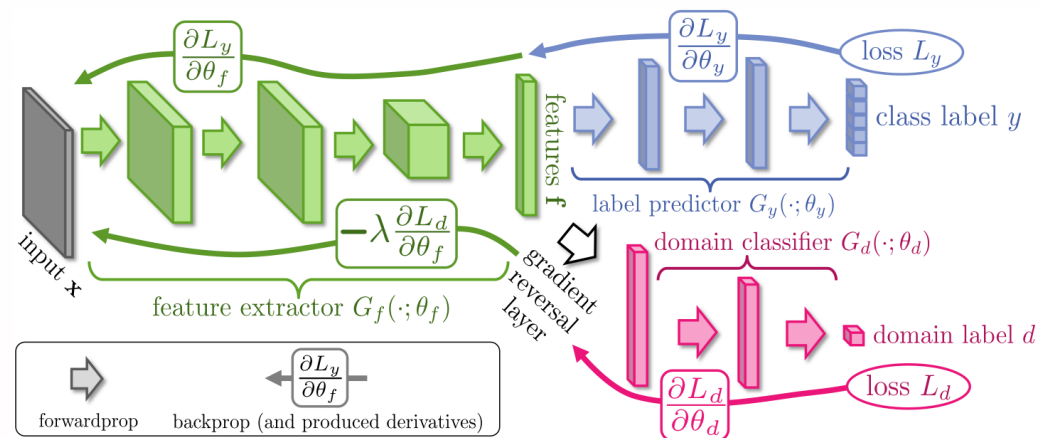 ∂L_y/∂θ_f
∂L_y/∂θ_y
loss L_y
features f
class label y
label predictor G_y(·; θ_y)
input x
−λ ∂L_d/∂θ_f
feature extractor G_f(·; θ_f)
gradient
reversal
layer
domain classifier G_d(·; θ_d)
domain label d
∂L_d/∂θ_d
loss L_d
forwardprop
∂L_y/∂θ_f
backprop (and produced derivatives)